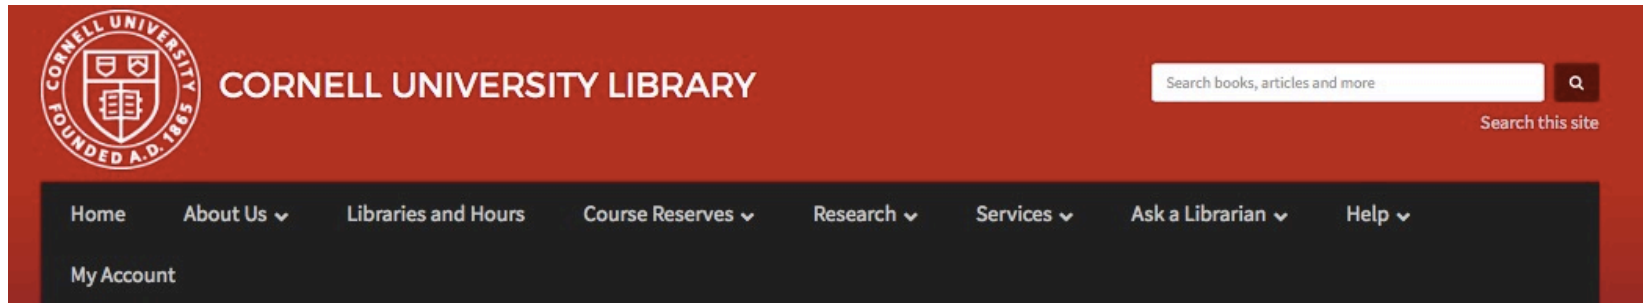 CORNELL UNIVERSITY
FOUNDED A.D. 1865
CORNELL UNIVERSITY LIBRARY
Search books, articles and more
Search this site
Home About Us Libraries and Hours Course Reserves Research Services Ask a Librarian Help
My Account